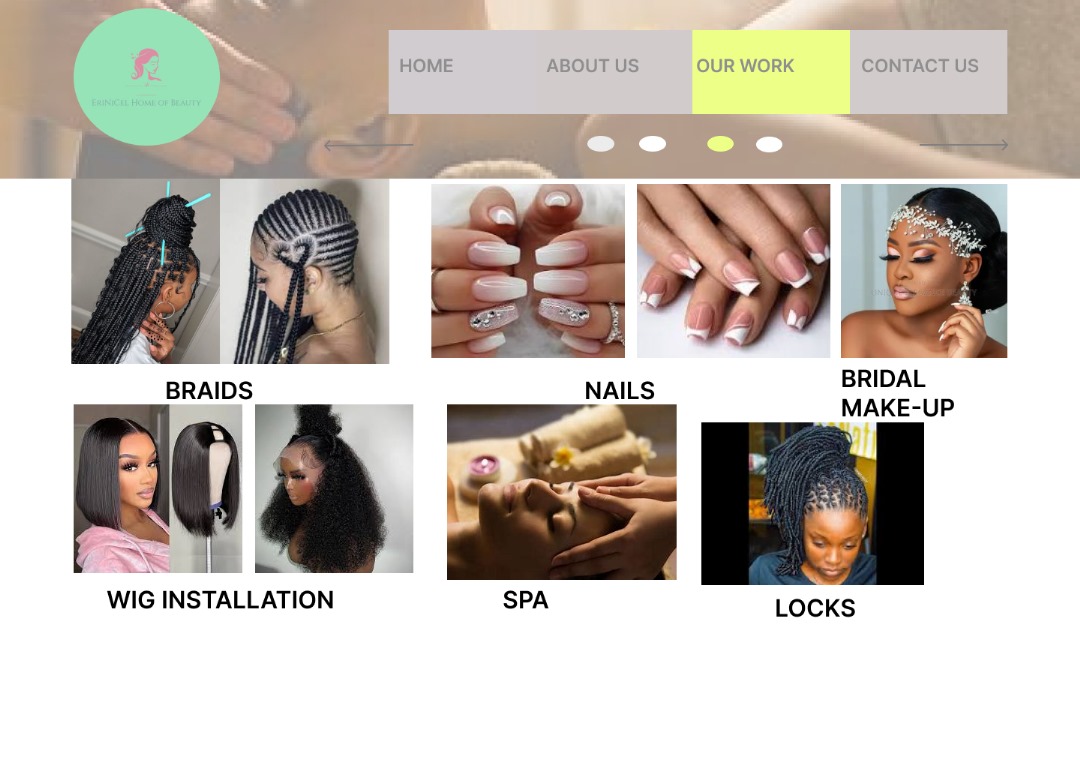 HOME
ABOUT US
OUR WORK
CONTACT US
HOME OF BEAUTY
BRAIDS
NAILS
BRIDAL
MAKE-UP
WIG INSTALLATION
SPA
LOCKS